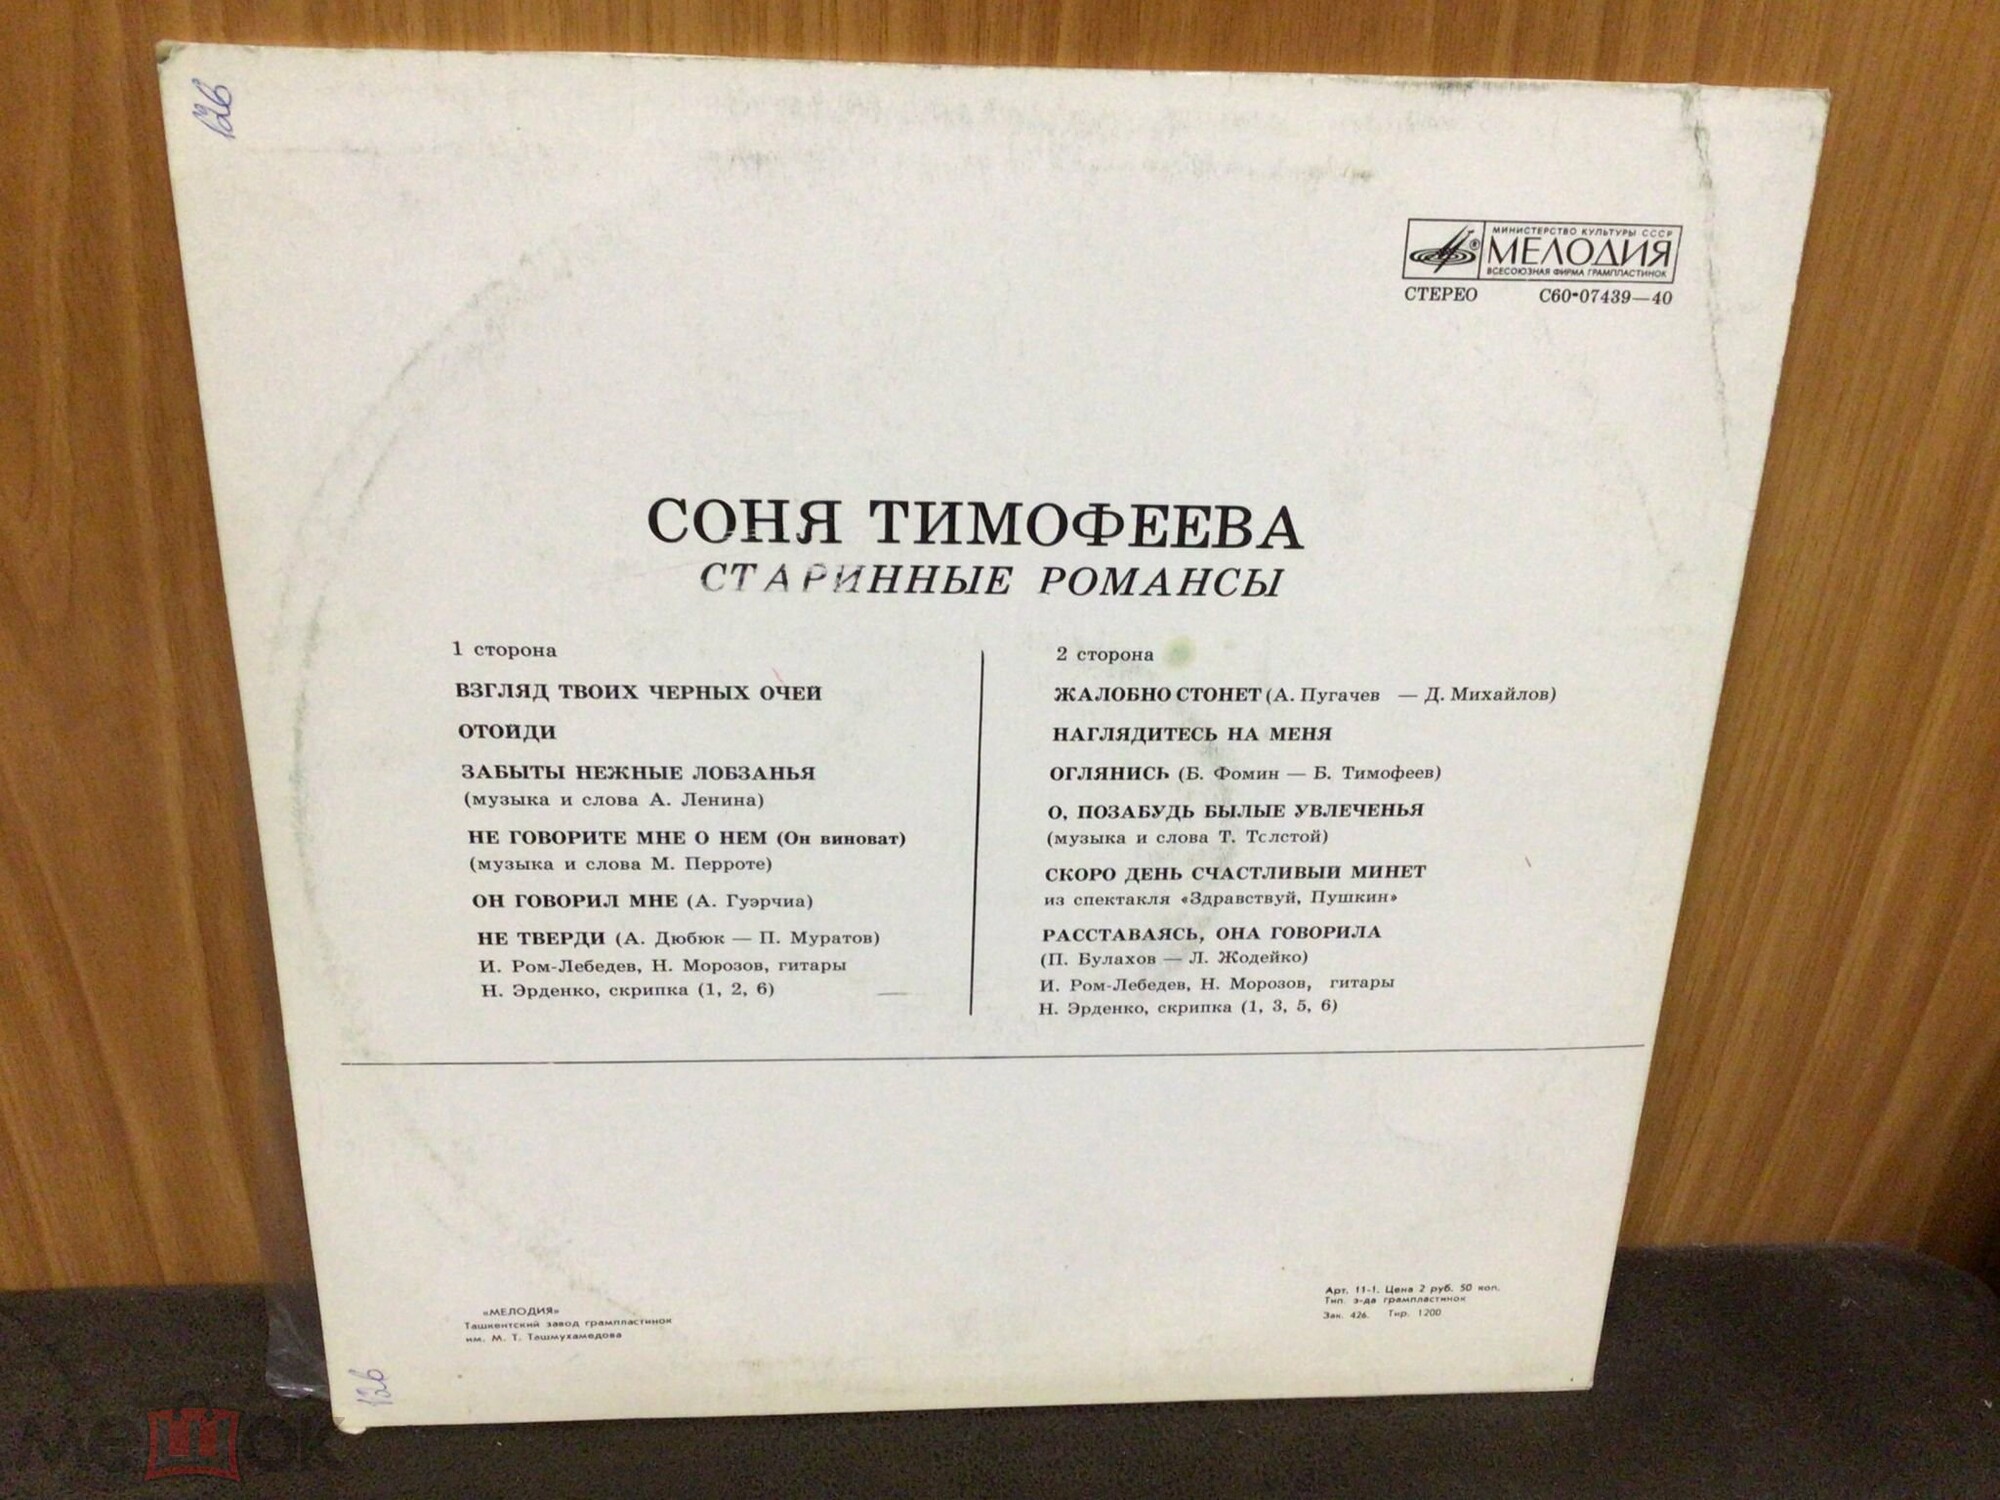 126
МИНИСТЕРСТВО КУЛЬТУРЫ СССР
МЕЛОДИЯ
ВСЕСОЮЗНАЯ ФИРМА ГРАМПЛАСТИНОК
СТЕРЕО С60-07439—40
СОНЯ ТИМОФЕЕВА
СТАРИННЫЕ РОМАНСЫ
1 сторона
ВЗГЛЯД ТВОИХ ЧЕРНЫХ ОЧЕЙ
ОТОЙДИ
ЗАБЫТЫ НЕЖНЫЕ ЛОБЗАНЬЯ
(музыка и слова А. Ленина)
НЕ ГОВОРИТЕ МНЕ О НЕМ (Он виноват)
(музыка и слова М. Перроте)
ОН ГОВОРИЛ МНЕ (А. Гуэрчиа)
НЕ ТВЕРДИ (А. Дюбюк — П. Муратов)
И. Ром-Лебедев, Н. Морозов, гитары
Н. Эрденко, скрипка (1, 2, 6)
2 сторона
ЖАЛОБНО СТОНЕТ (А. Пугачев — Д. Михайлов)
НАГЛЯДИТЕСЬ НА МЕНЯ
ОГЛЯНИСЬ (Б. Фомин — Б. Тимофеев)
О, ПОЗАБУДЬ БЫЛЫЕ УВЛЕЧЕНЬЯ
(музыка и слова Т. Толстой)
СКОРО ДЕНЬ СЧАСТЛИВЫЙ МИНЕТ
из спектакля «Здравствуй, Пушкин»
РАССТАВАЯСЬ, ОНА ГОВОРИЛА
(П. Булахов — Л. Жодейко)
И. Ром-Лебедев, Н. Морозов, гитары
Н. Эрденко, скрипка (1, 3, 5, 6)
«МЕЛОДИЯ»
Ташкентский завод грампластинок
им. М. Т. Ташмухамедова
Арт. 11-1. Цена 2 руб. 50 коп.
Тип. з-да грампластинок
Зак. 426. Тир. 1200
126
мешок